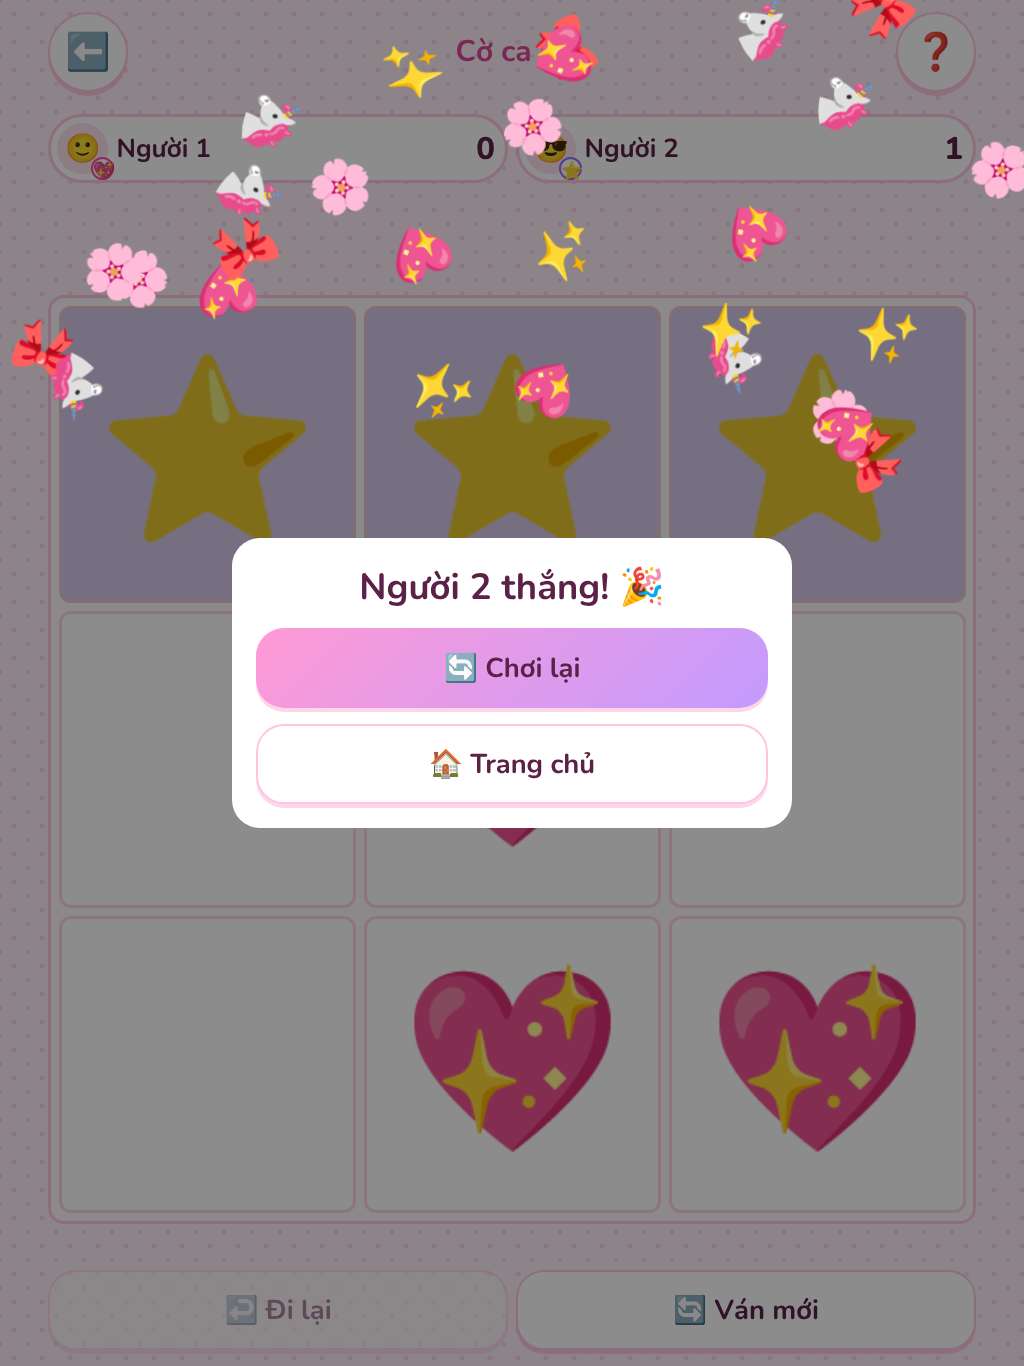 Cờ ca
Người 1
0
Người 2
1
Người 2 thắng!
Chơi lại
Trang chủ
Đi lại
Ván mới